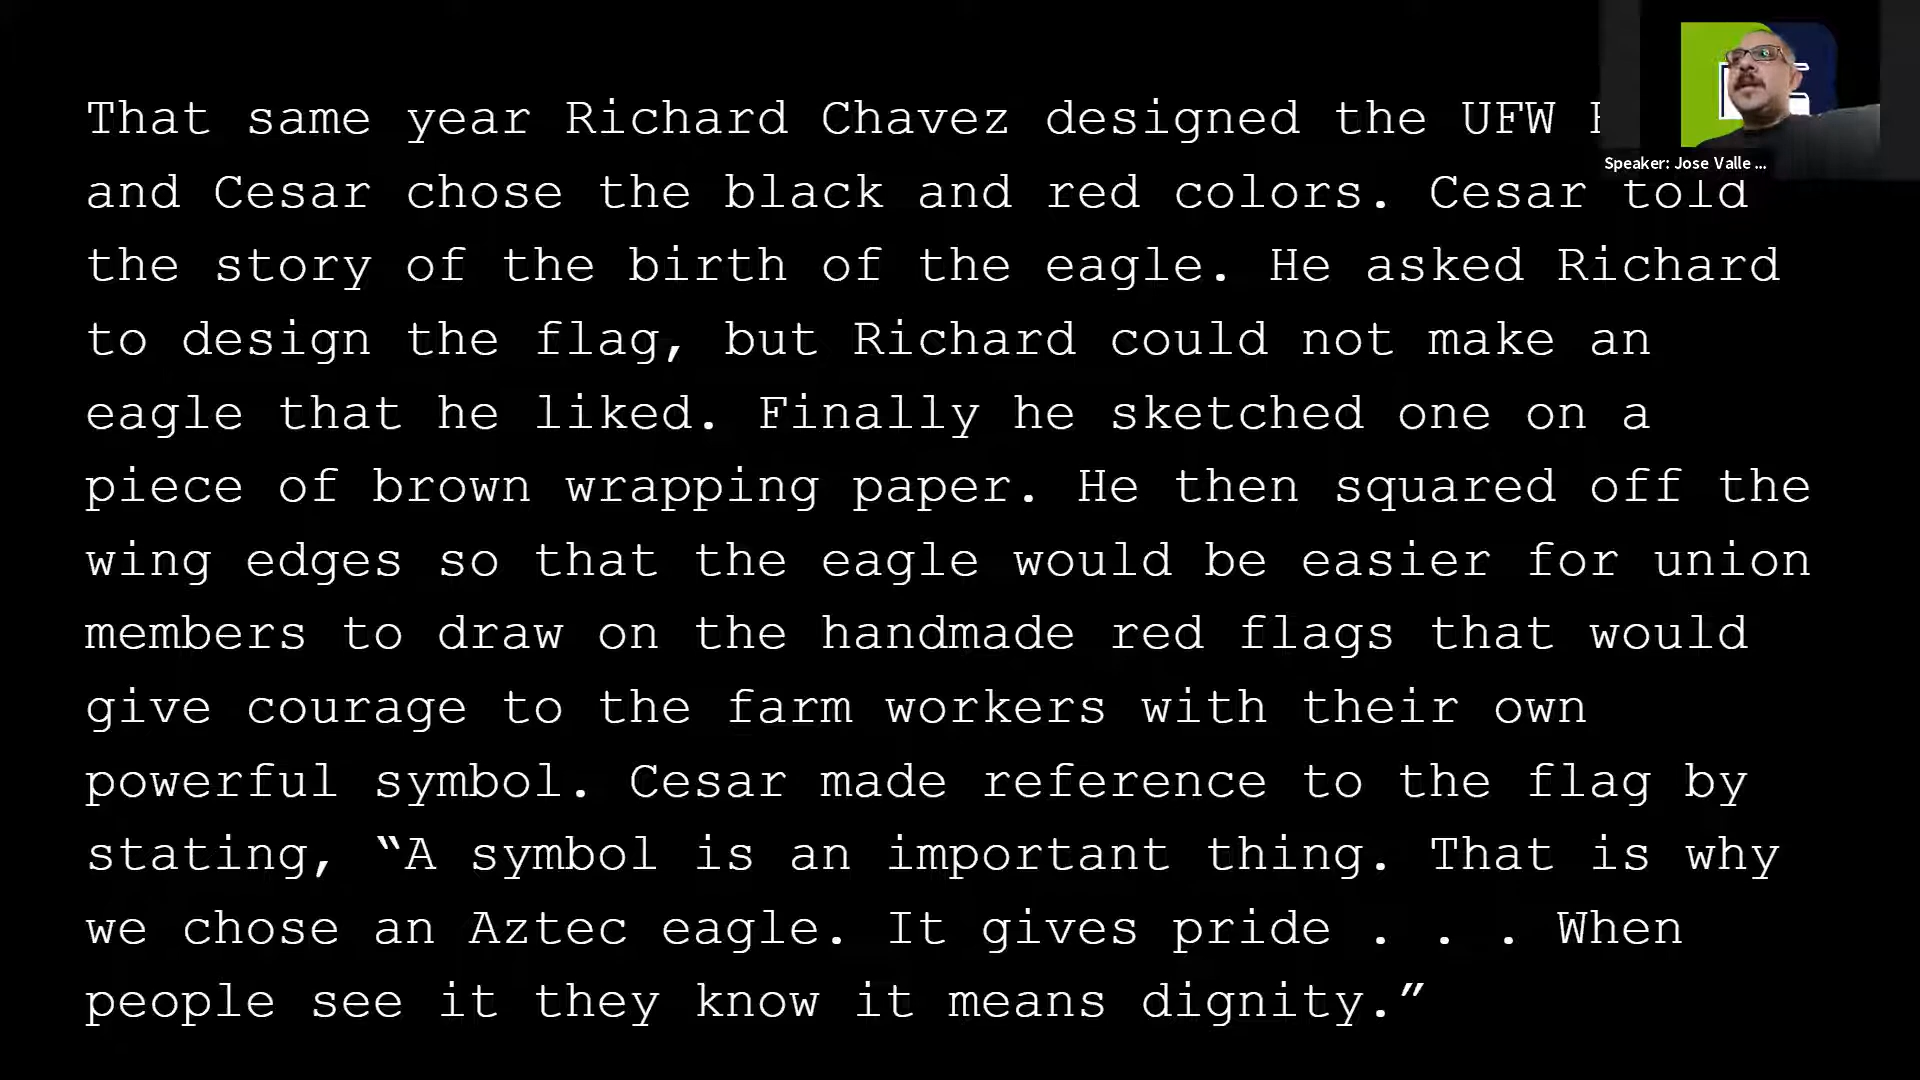 That same year Richard Chavez designed the UFW
and Cesar chose the black and red colors. Cesar told
the story of the birth of the eagle. He asked Richard
to design the flag, but Richard could not make an
eagle that he liked. Finally he sketched one on a
piece of brown wrapping paper. He then squared off the
wing edges so that the eagle would be easier for union
members to draw on the handmade red flags that would
give courage to the farm workers with their own
powerful symbol. Cesar made reference to the flag by
stating, “A symbol is an important thing. That is why
we chose an Aztec eagle. It gives pride . . . When
people see it they know it means dignity.”
Speaker: Jose Valle ...